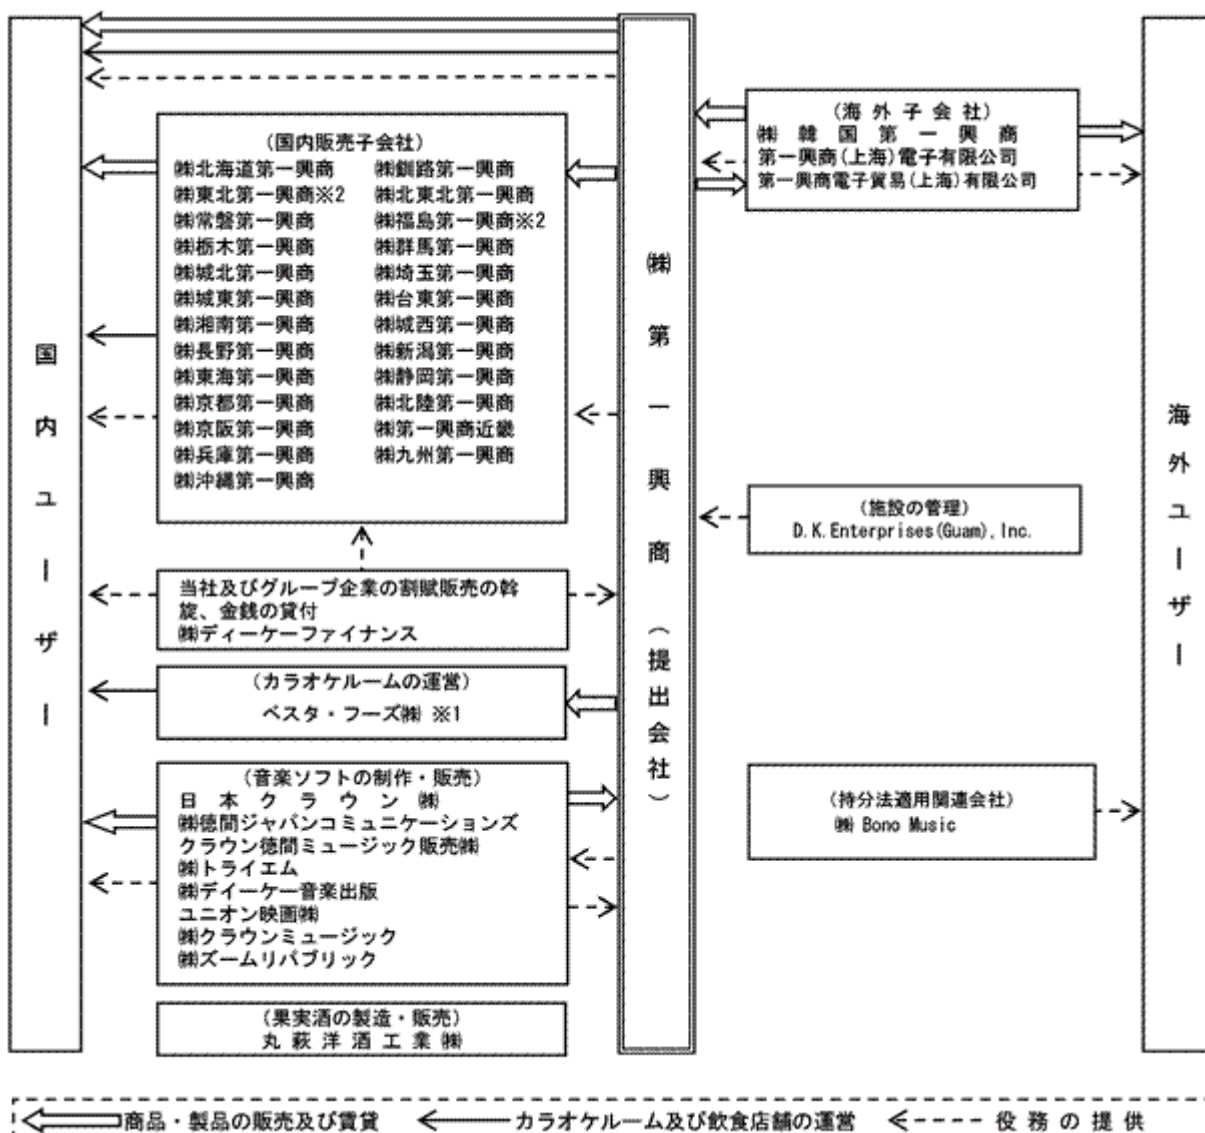 国内ユーザー
(国内販売子会社)
㈱北海道第一興商 ㈱釧路第一興商
㈱東北第一興商※2 ㈱北東北第一興商
㈱常磐第一興商 ㈱福島第一興商※2
㈱栃木第一興商 ㈱群馬第一興商
㈱城北第一興商 ㈱埼玉第一興商
㈱城東第一興商 ㈱台東第一興商
㈱湘南第一興商 ㈱城西第一興商
㈱長野第一興商 ㈱新潟第一興商
㈱東海第一興商 ㈱静岡第一興商
㈱京都第一興商 ㈱北陸第一興商
㈱京阪第一興商 ㈱第一興商近畿
㈱兵庫第一興商 ㈱九州第一興商
㈱沖縄第一興商
当社及びグループ企業の割賦販売の斡
旋、金銭の貸付
㈱ディーケーファイナンス
(カラオケルームの運営)
ベスタ・フーズ㈱ ※1
(音楽ソフトの制作・販売)
日本クラウン㈱
㈱徳間ジャパンコミュニケーションズ
クラウン徳間ミュージック販売㈱
㈱トライエム
㈱デイーケー音楽出版
ユニオン映画㈱
㈱クラウンミュージック
㈱ズームリパブリック
(果実酒の製造・販売)
丸萩洋酒工業㈱
㈱第一興商(提出会社)
(海外子会社)
㈱韓国第一興商
第一興商(上海)電子有限公司
第一興商電子貿易(上海)有限公司
(施設の管理)
D.K.Enterprises(Guam),Inc.
(持分法適用関連会社)
㈱ Bono Music
海外ユーザー
商品・製品の販売及び賃貸 カラオケルーム及び飲食店舗の運営 役務の提供